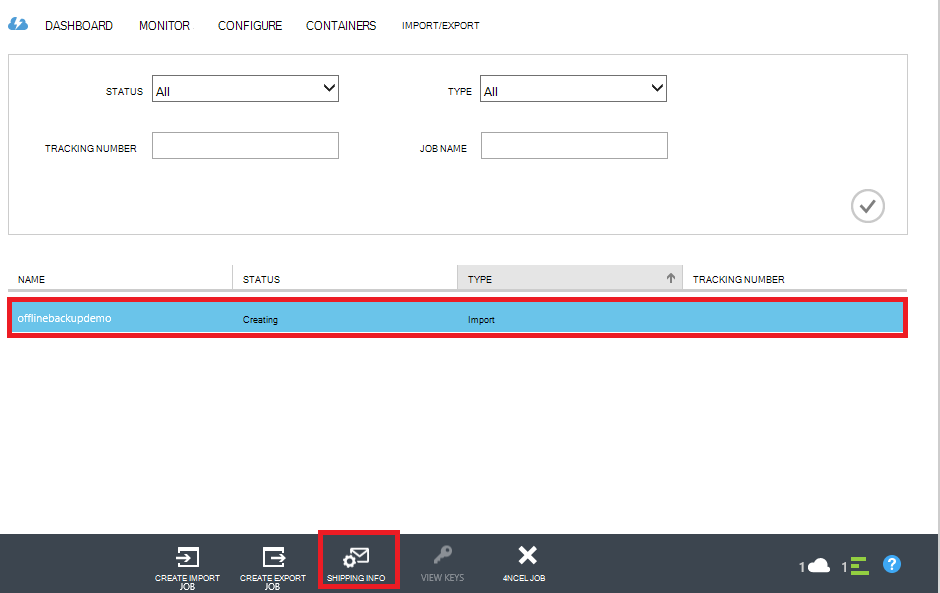 DASHBOARD MONITOR CONFIGURE CONTAINERS IMPORT/EXPORT
STATUS All TYPE All
TRACKING NUMBER JOB NAME
NAME STATUS TYPE TRACKING NUMBER
offlinebackupdemo Creating Import
CREATE IMPORT
JOB
CREATE EXPORT
JOB
SHIPPING INFO
VIEW KEYS
4NCEL JOB
1 1 ?